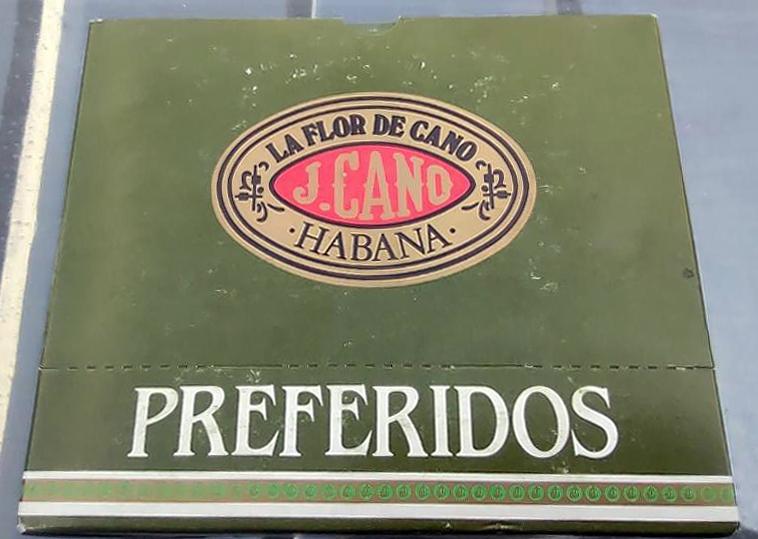 LA FLOR DE CANO
J. CANO
·HABANA·
PREFERIDOS